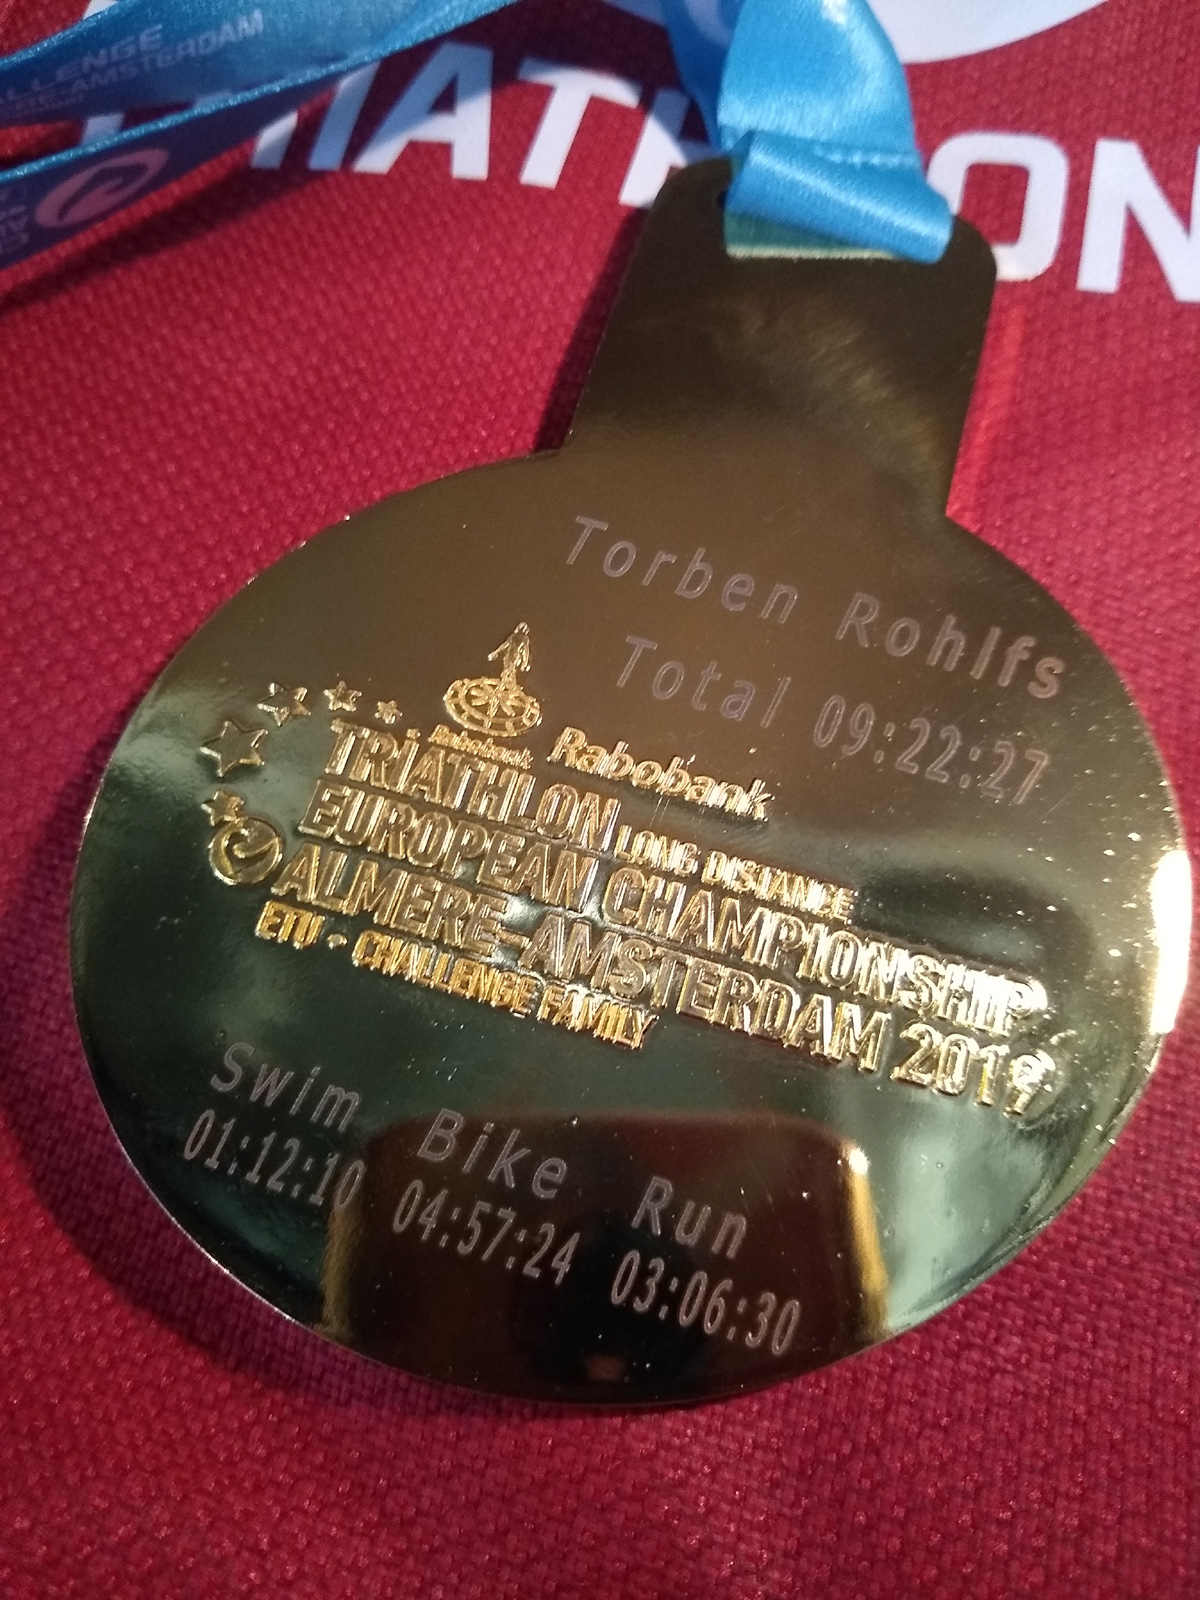 CHALLENGE
ALMERE-AMSTERDAM
TRIATHLON
Torben Rohlfs
Total 09:22:27
Rabobank
Rabobank
TRIATHLON LONG DISTANCE
EUROPEAN CHAMPIONSHIP
ALMERE-AMSTERDAM 2019
ETU - CHALLENGE FAMILY
Swim Bike Run
01:12:10 04:57:24 03:06:30